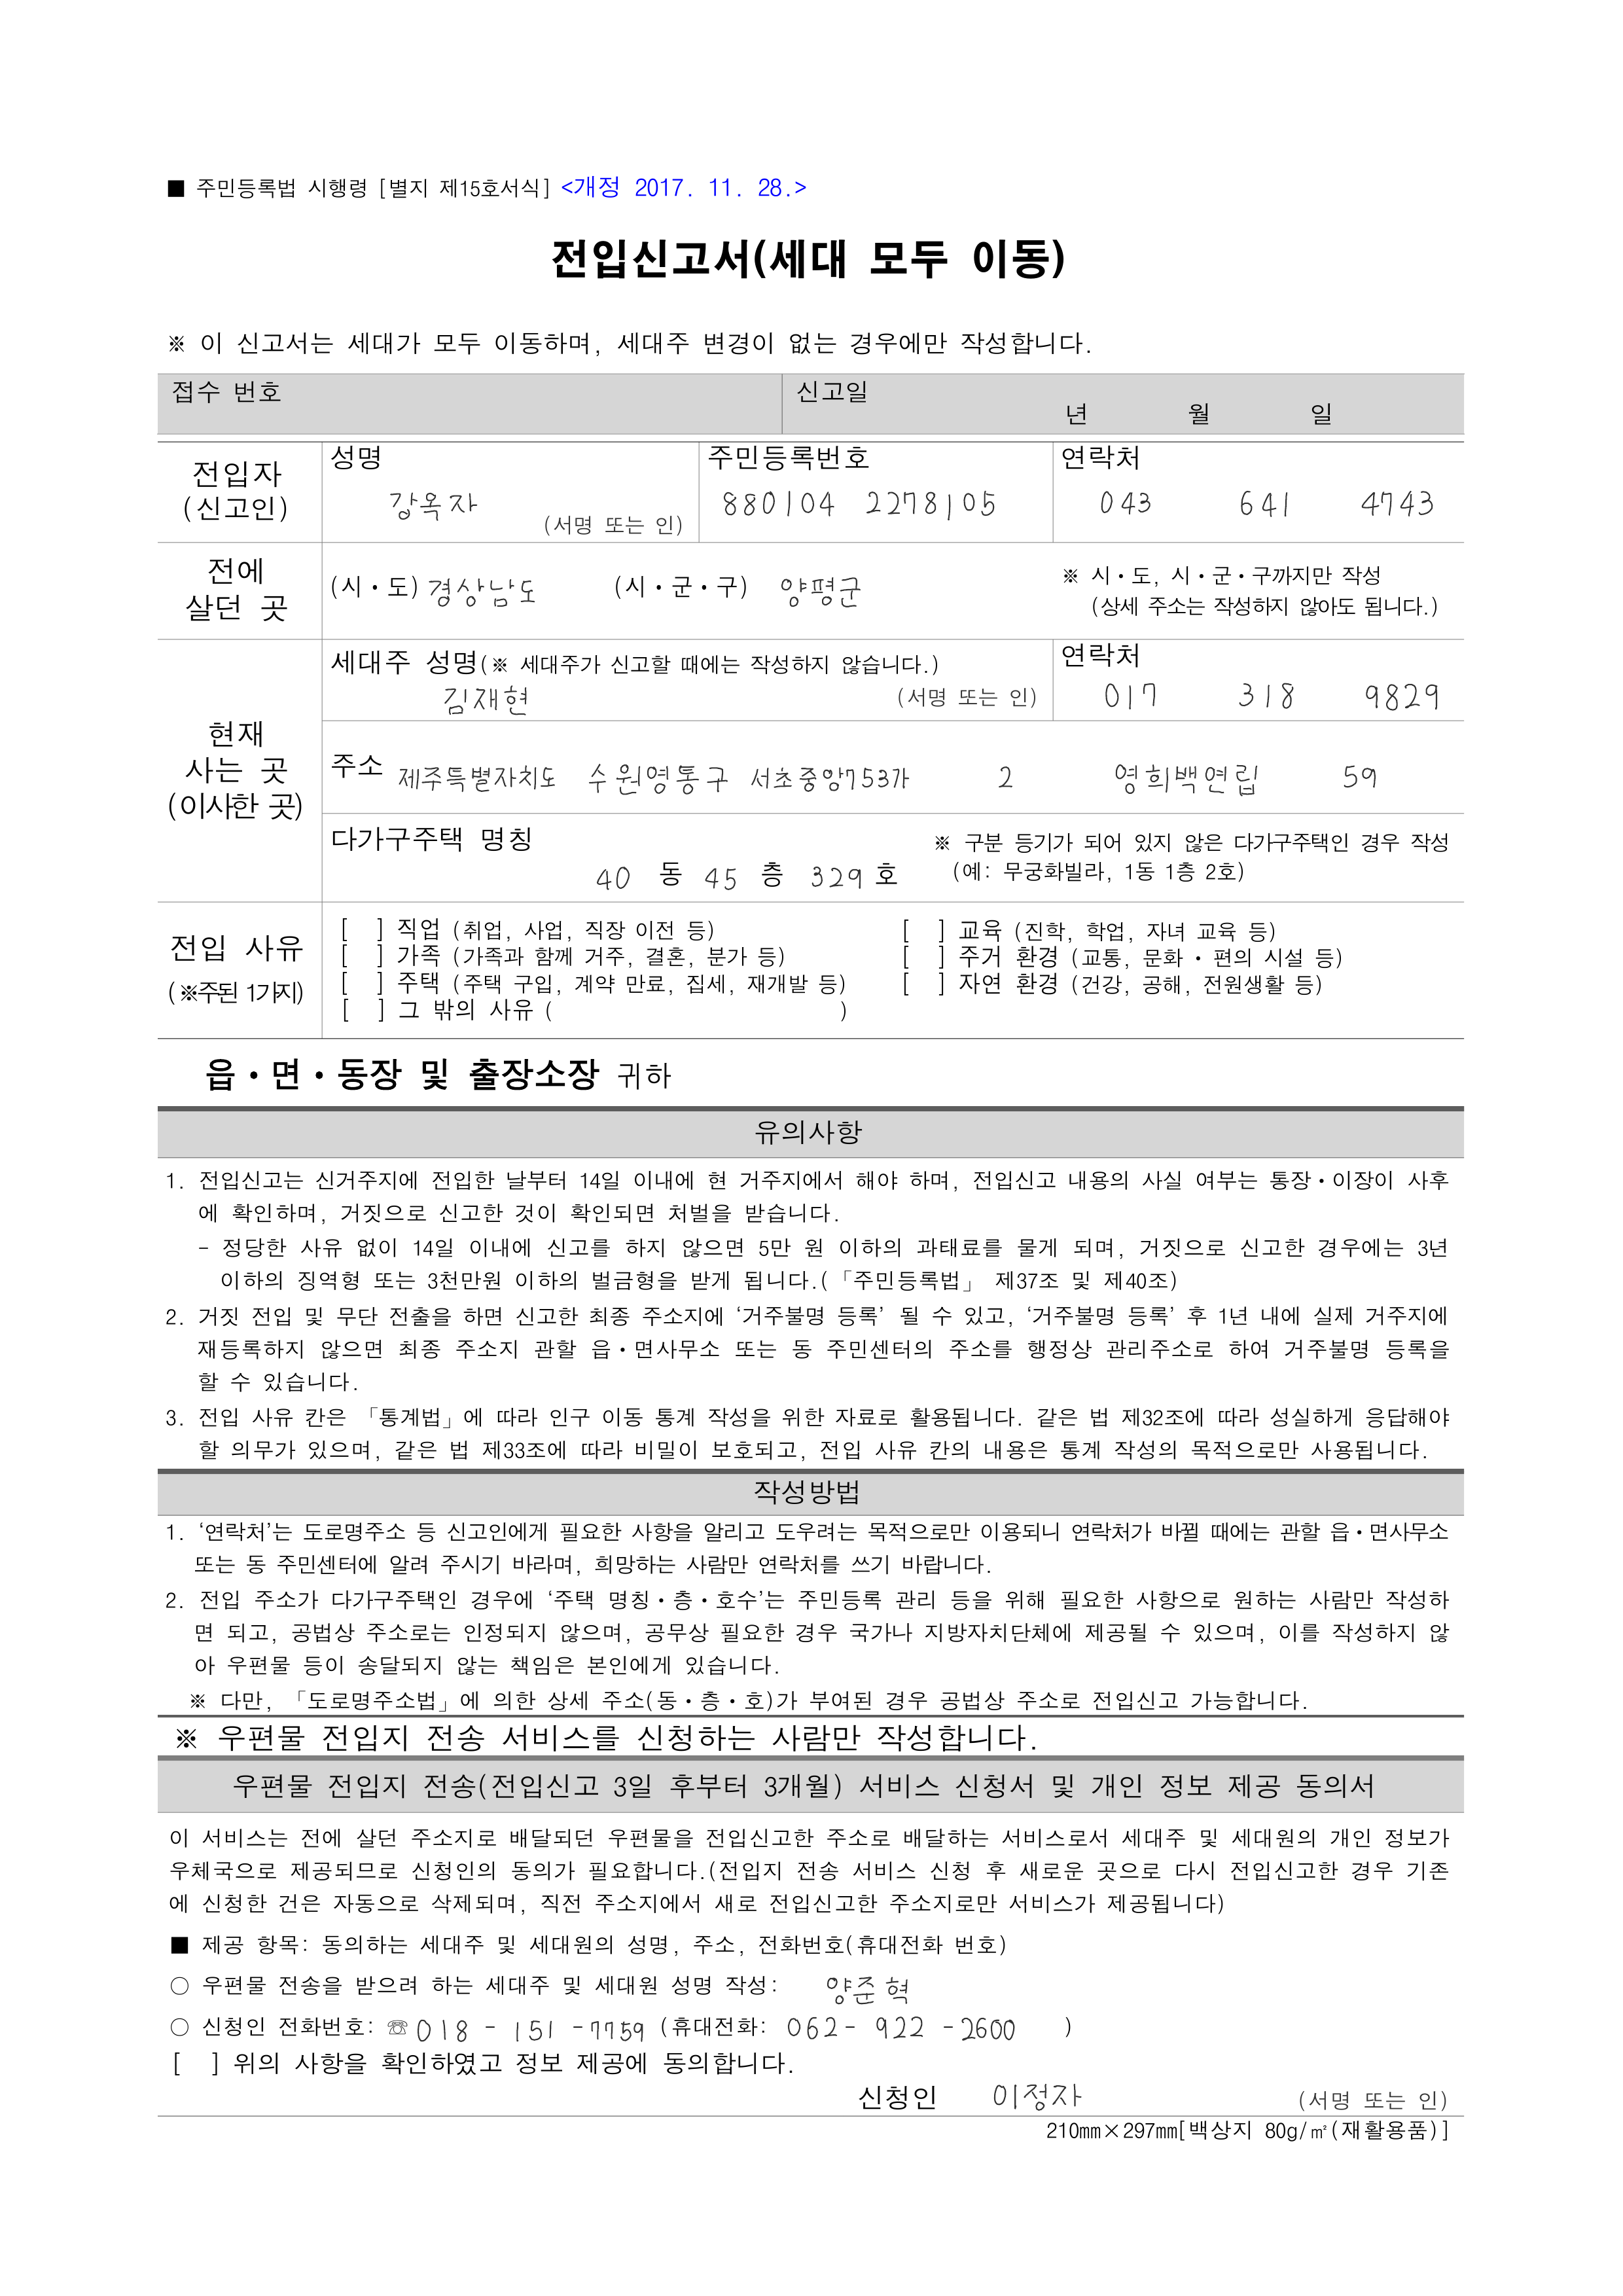 ■ 주민등록법 시행령 [별지 제15호서식] <개정 2017. 11. 28.>
전입신고서(세대 모두 이동)
※ 이 신고서는 세대가 모두 이동하며, 세대주 변경이 없는 경우에만 작성합니다.
접수 번호 신고일
년 월 일
전입자
(신고인)
성명 주민등록번호 연락처
강옥자 (서명 또는 인) 880104 2278105 043 641 4743
전에
살던 곳
(시·도) 경상남도 (시·군·구) 양평군
※ 시·도, 시·군·구까지만 작성
(상세 주소는 작성하지 않아도 됩니다.)
현재
사는 곳
(이사한 곳)
세대주 성명(※ 세대주가 신고할 때에는 작성하지 않습니다.) 연락처
김재현 (서명 또는 인) 017 318 9829
주소 제주특별자치도 수원영통구 서초중앙753가 2 영희백연립 59
다가구주택 명칭
40 동 45 층 329 호
※ 구분 등기가 되어 있지 않은 다가구주택인 경우 작성
(예: 무궁화빌라, 1동 1층 2호)
전입 사유
(※주된 1가지)
[ ] 직업 (취업, 사업, 직장 이전 등) [ ] 교육 (진학, 학업, 자녀 교육 등)
[ ] 가족 (가족과 함께 거주, 결혼, 분가 등) [ ] 주거 환경 (교통, 문화·편의 시설 등)
[ ] 주택 (주택 구입, 계약 만료, 집세, 재개발 등) [ ] 자연 환경 (건강, 공해, 전원생활 등)
[ ] 그 밖의 사유 ( )
읍·면·동장 및 출장소장 귀하
유의사항
1. 전입신고는 신거주지에 전입한 날부터 14일 이내에 현 거주지에서 해야 하며, 전입신고 내용의 사실 여부는 통장·이장이 사후
에 확인하며, 거짓으로 신고한 것이 확인되면 처벌을 받습니다.
- 정당한 사유 없이 14일 이내에 신고를 하지 않으면 5만 원 이하의 과태료를 물게 되며, 거짓으로 신고한 경우에는 3년
이하의 징역형 또는 3천만원 이하의 벌금형을 받게 됩니다.(「주민등록법」 제37조 및 제40조)
2. 거짓 전입 및 무단 전출을 하면 신고한 최종 주소지에 ‘거주불명 등록’ 될 수 있고, ‘거주불명 등록’ 후 1년 내에 실제 거주지에
재등록하지 않으면 최종 주소지 관할 읍·면사무소 또는 동 주민센터의 주소를 행정상 관리주소로 하여 거주불명 등록을
할 수 있습니다.
3. 전입 사유 칸은 「통계법」에 따라 인구 이동 통계 작성을 위한 자료로 활용됩니다. 같은 법 제32조에 따라 성실하게 응답해야
할 의무가 있으며, 같은 법 제33조에 따라 비밀이 보호되고, 전입 사유 칸의 내용은 통계 작성의 목적으로만 사용됩니다.
작성방법
1. ‘연락처’는 도로명주소 등 신고인에게 필요한 사항을 알리고 도우려는 목적으로만 이용되니 연락처가 바뀔 때에는 관할 읍·면사무소
또는 동 주민센터에 알려 주시기 바라며, 희망하는 사람만 연락처를 쓰기 바랍니다.
2. 전입 주소가 다가구주택인 경우에 ‘주택 명칭·층·호수’는 주민등록 관리 등을 위해 필요한 사항으로 원하는 사람만 작성하
면 되고, 공법상 주소로는 인정되지 않으며, 공무상 필요한 경우 국가나 지방자치단체에 제공될 수 있으며, 이를 작성하지 않
아 우편물 등이 송달되지 않는 책임은 본인에게 있습니다.
※ 다만, 「도로명주소법」에 의한 상세 주소(동·층·호)가 부여된 경우 공법상 주소로 전입신고 가능합니다.
※ 우편물 전입지 전송 서비스를 신청하는 사람만 작성합니다.
우편물 전입지 전송(전입신고 3일 후부터 3개월) 서비스 신청서 및 개인 정보 제공 동의서
이 서비스는 전에 살던 주소지로 배달되던 우편물을 전입신고한 주소로 배달하는 서비스로서 세대주 및 세대원의 개인 정보가
우체국으로 제공되므로 신청인의 동의가 필요합니다.(전입지 전송 서비스 신청 후 새로운 곳으로 다시 전입신고한 경우 기존
에 신청한 건은 자동으로 삭제되며, 직전 주소지에서 새로 전입신고한 주소지로만 서비스가 제공됩니다)
■ 제공 항목: 동의하는 세대주 및 세대원의 성명, 주소, 전화번호(휴대전화 번호)
○ 우편물 전송을 받으려 하는 세대주 및 세대원 성명 작성: 양준혁
○ 신청인 전화번호: ☏ 018 - 151 - 7759 (휴대전화: 062 - 922 - 2600 )
[ ] 위의 사항을 확인하였고 정보 제공에 동의합니다.
신청인 이정자 (서명 또는 인)
210㎜×297㎜[백상지 80g/㎡(재활용품)]